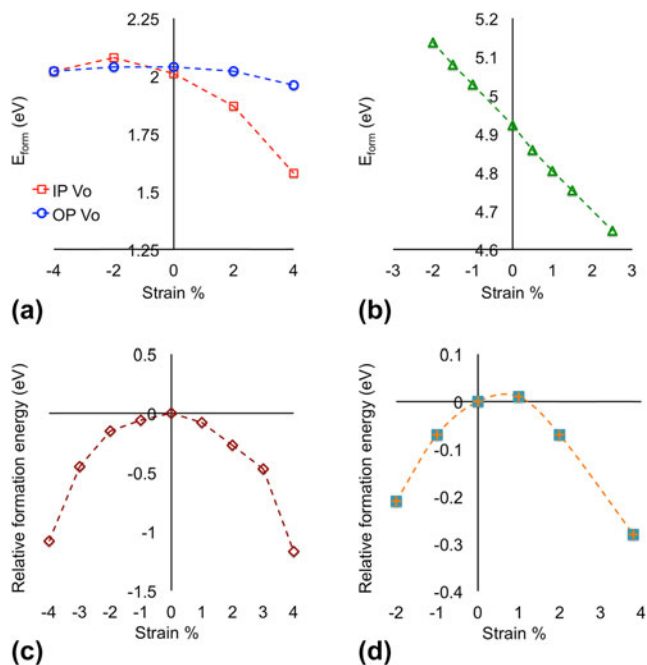 2.25
2
1.75
1.5
1.25
E_form (eV)
IP Vo
OP Vo
-4 -2 0 2 4
Strain %
(a)
5.2
5.1
5
4.9
4.8
4.7
4.6
E_form (eV)
-3 -2 -1 0 1 2 3
Strain %
(b)
0.5
0
-0.5
-1
-1.5
Relative formation energy (eV)
-4 -3 -2 -1 0 1 2 3 4
Strain %
(c)
0.1
0
-0.1
-0.2
-0.3
-0.4
Relative formation energy (eV)
-2 -1 0 1 2 3 4
Strain %
(d)